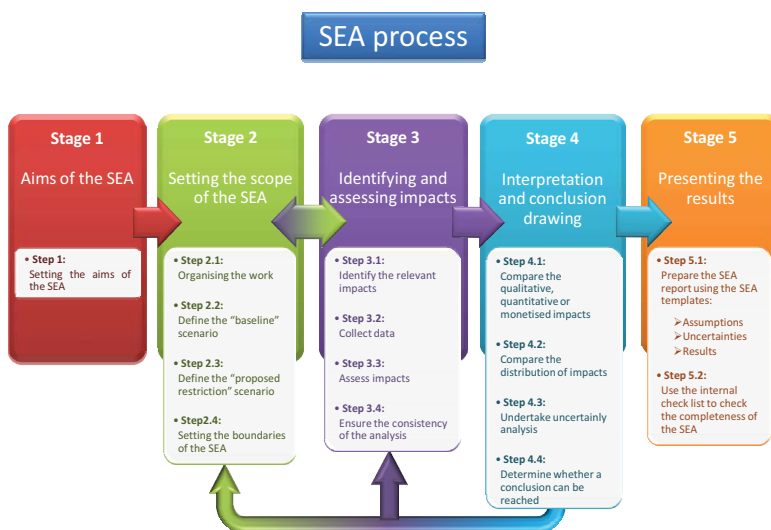 SEA process
Stage 1
Aims of the SEA
• Step 1:
Setting the aims of
the SEA
Stage 2
Setting the scope
of the SEA
• Step 2.1:
Organising the work
• Step 2.2:
Define the “baseline”
scenario
• Step 2.3:
Define the “proposed
restriction” scenario
• Step2.4:
Setting the boundaries
of the SEA
Stage 3
Identifying and
assessing impacts
• Step 3.1:
Identify the relevant
impacts
• Step 3.2:
Collect data
• Step 3.3:
Assess impacts
• Step 3.4:
Ensure the consistency
of the analysis
Stage 4
Interpretation
and conclusion
drawing
• Step 4.1:
Compare the
qualitative,
quantitative or
monetised impacts
• Step 4.2:
Compare the
distribution of impacts
• Step 4.3:
Undertake uncertainly
analysis
• Step 4.4:
Determine whether a
conclusion can be
reached
Stage 5
Presenting the
results
• Step 5.1:
Prepare the SEA
report using the SEA
templates:
➢Assumptions
➢Uncertainties
➢Results
• Step 5.2:
Use the internal
check list to check
the completeness of
the SEA